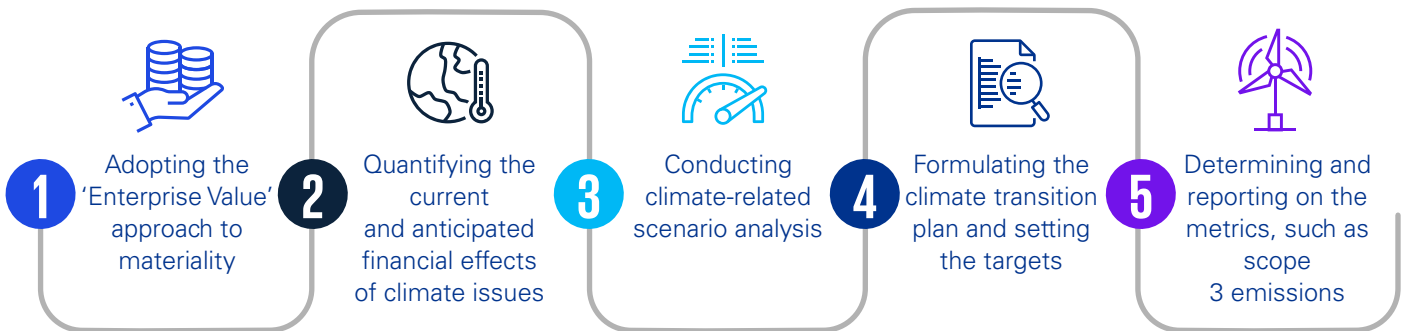 1
Adopting the
‘Enterprise Value’
approach to
materiality
2
Quantifying the
current
and anticipated
financial effects
of climate issues
3
Conducting
climate-related
scenario analysis
4
Formulating the
climate transition
plan and setting
the targets
5
Determining and
reporting on the
metrics, such as
scope
3 emissions